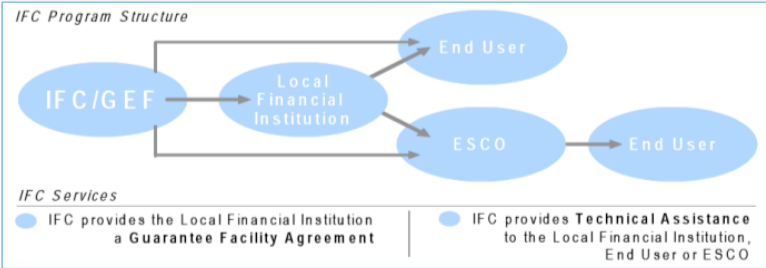 IFC Program Structure
End User
IFC/GEF
Local
Financial
Institution
ESCO
End User
IFC Services
IFC provides the Local Financial Institution
a Guarantee Facility Agreement
IFC provides Technical Assistance
to the Local Financial Institution,
End User or ESCO